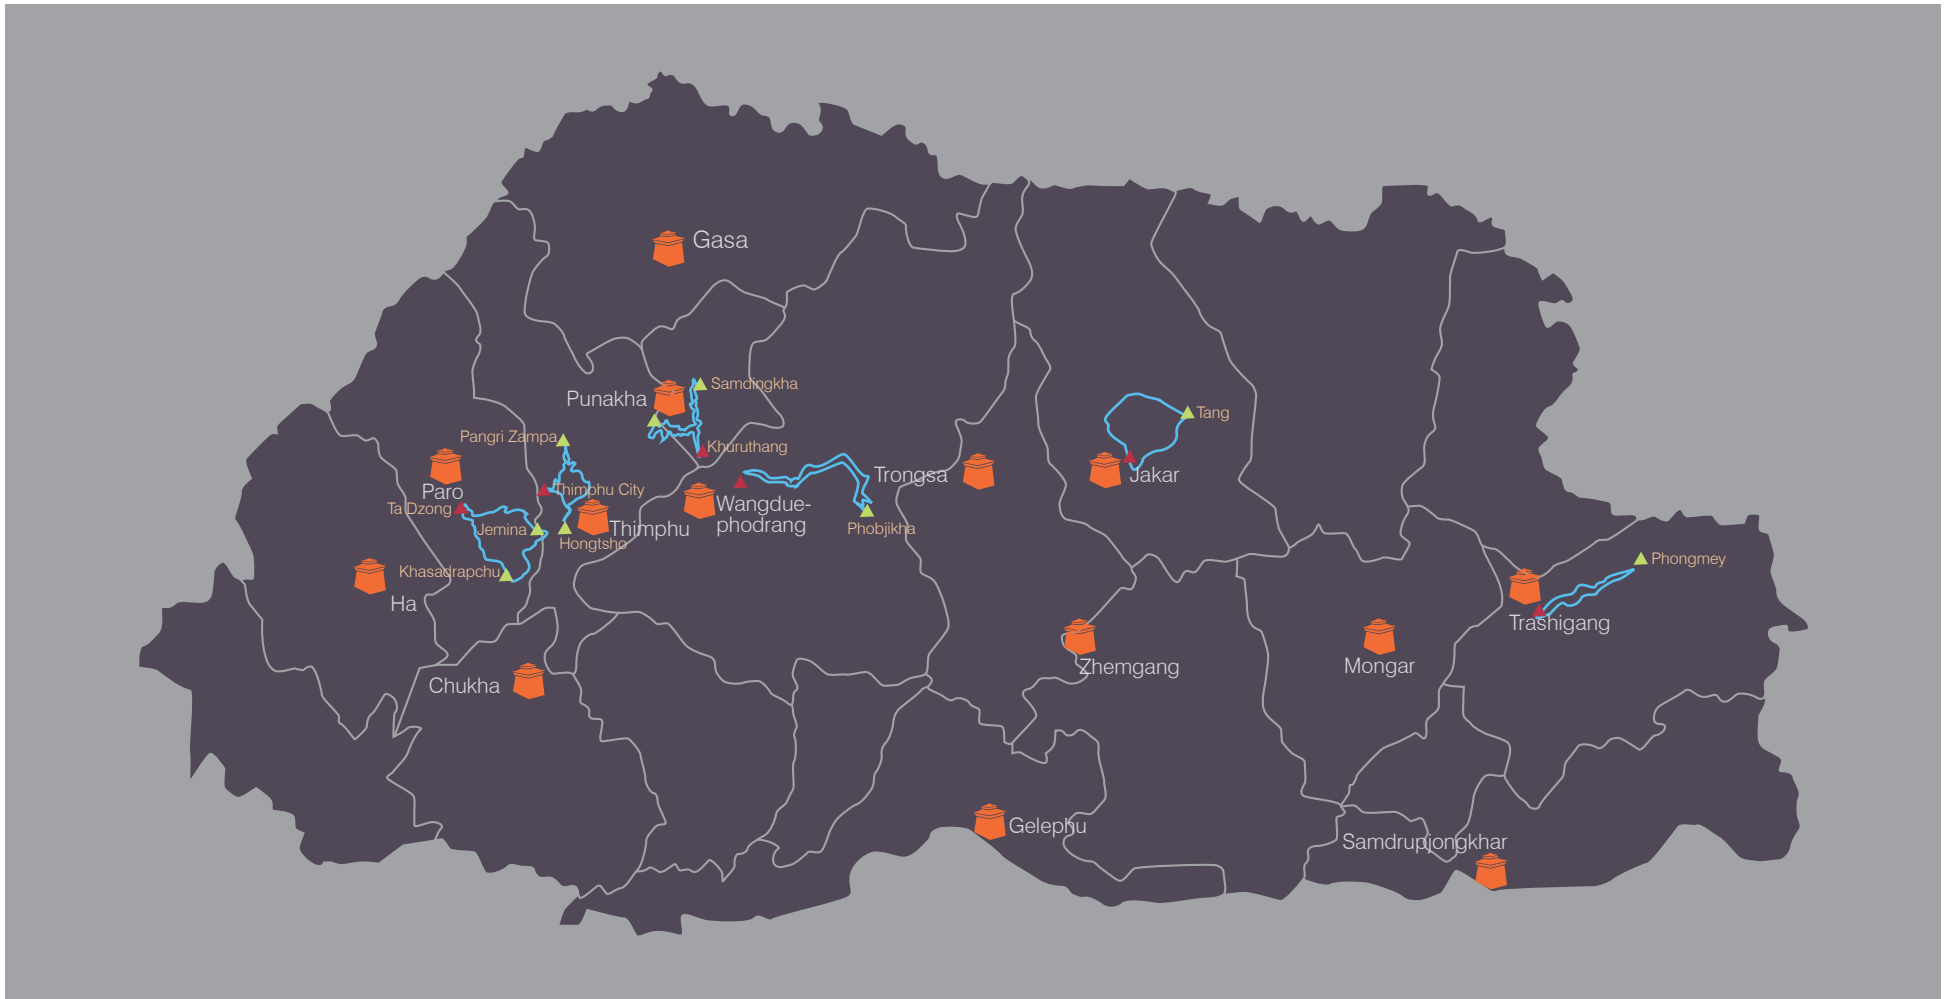 Gasa
Samdingkha
Punakha
Tang
Pangri Zampa
Khuruthang
Paro
Thimphu City
Trongsa
Jakar
Ta Dzong
Wangdue-
phodrang
Jemina
Thimphu
Phobjikha
Hongtsho
Phongmey
Khasadrapchu
Ha
Trashigang
Zhemgang
Mongar
Chukha
Gelephu
Samdrupjongkhar